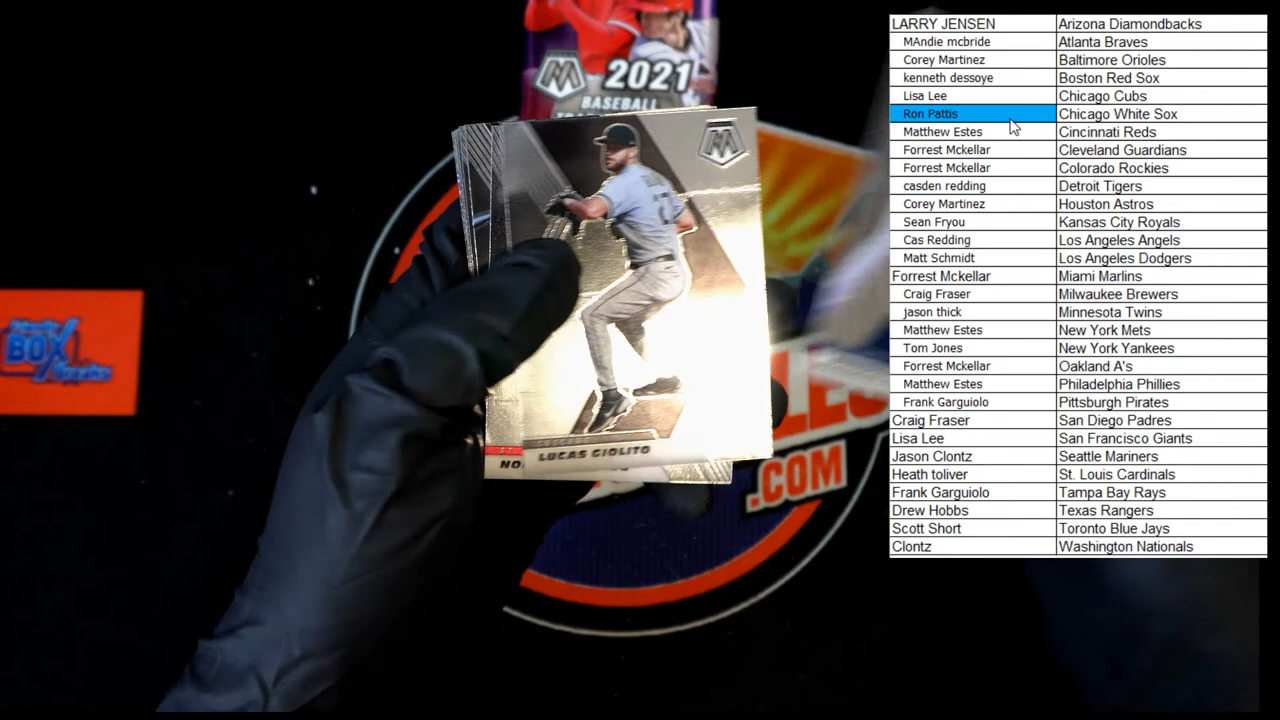 2021
BASEBALL
LUCAS GIOLITO
NO
BOX
Breaks
.COM
LARRY JENSEN Arizona Diamondbacks
MAndie mcbride Atlanta Braves
Corey Martinez Baltimore Orioles
kenneth dessoye Boston Red Sox
Lisa Lee Chicago Cubs
Ron Pattis Chicago White Sox
Matthew Estes Cincinnati Reds
Forrest Mckellar Cleveland Guardians
Forrest Mckellar Colorado Rockies
casden redding Detroit Tigers
Corey Martinez Houston Astros
Sean Fryou Kansas City Royals
Cas Redding Los Angeles Angels
Matt Schmidt Los Angeles Dodgers
Forrest Mckellar Miami Marlins
Craig Fraser Milwaukee Brewers
jason thick Minnesota Twins
Matthew Estes New York Mets
Tom Jones New York Yankees
Forrest Mckellar Oakland A's
Matthew Estes Philadelphia Phillies
Frank Garguiolo Pittsburgh Pirates
Craig Fraser San Diego Padres
Lisa Lee San Francisco Giants
Jason Clontz Seattle Mariners
Heath toliver St. Louis Cardinals
Frank Garguiolo Tampa Bay Rays
Drew Hobbs Texas Rangers
Scott Short Toronto Blue Jays
Clontz Washington Nationals